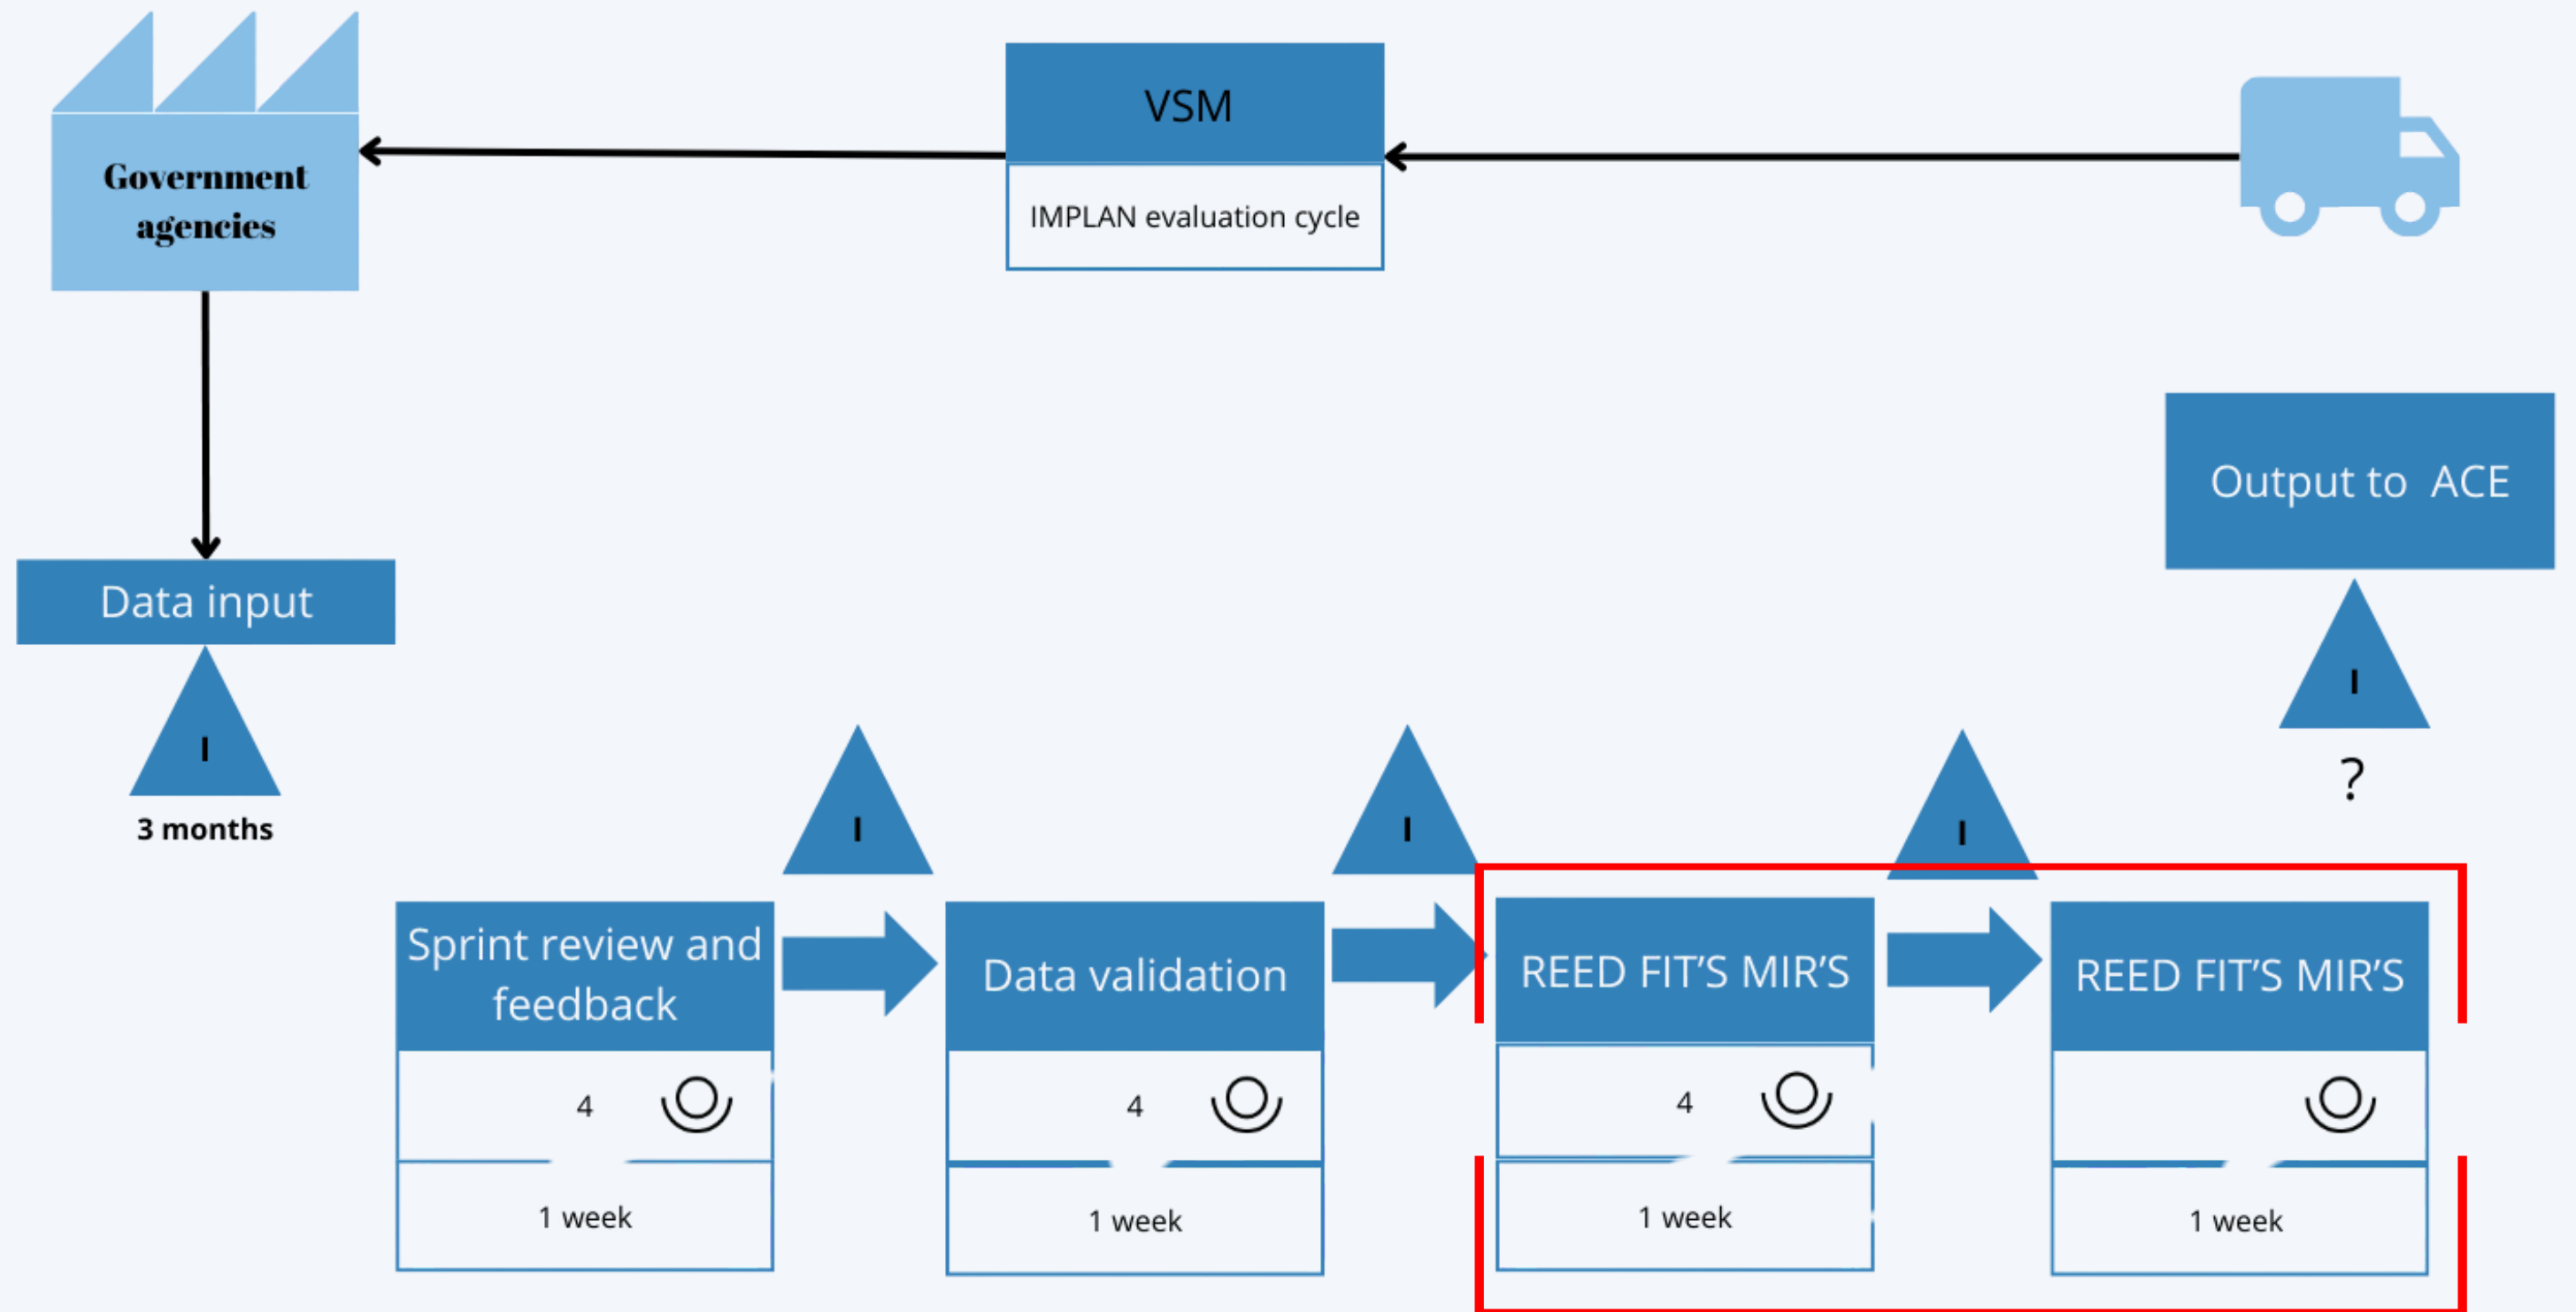 Government
agencies
VSM
IMPLAN evaluation cycle
Output to ACE
Data input
I
3 months
I
?
I
I
I
Sprint review and
feedback
4
1 week
Data validation
4
1 week
REED FIT’S MIR’S
4
1 week
REED FIT’S MIR’S
1 week